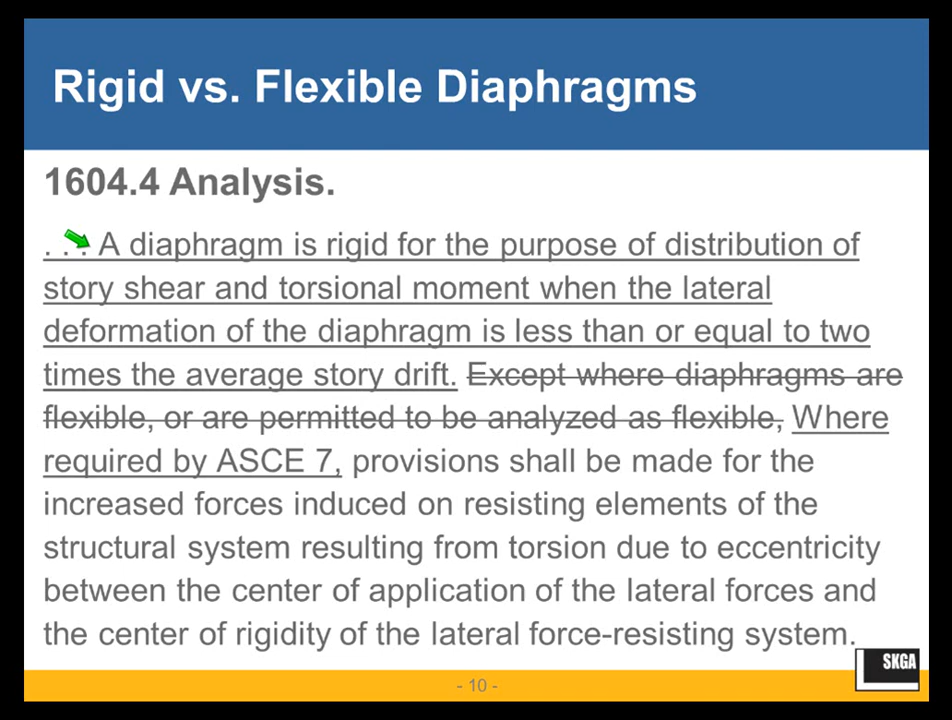 Rigid vs. Flexible Diaphragms
1604.4 Analysis.
. . . A diaphragm is rigid for the purpose of distribution of
story shear and torsional moment when the lateral
deformation of the diaphragm is less than or equal to two
times the average story drift. Except where diaphragms are
flexible, or are permitted to be analyzed as flexible, Where
required by ASCE 7, provisions shall be made for the
increased forces induced on resisting elements of the
structural system resulting from torsion due to eccentricity
between the center of application of the lateral forces and
the center of rigidity of the lateral force-resisting system.
SKGA
- 10 -